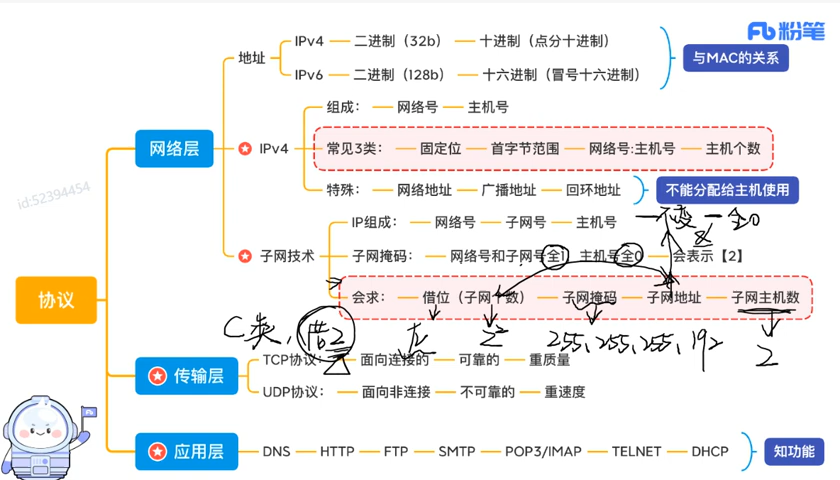 粉笔
IPv4 二进制（32b） 十进制（点分十进制）
地址
与MAC的关系
IPv6 二进制（128b） 十六进制（冒号十六进制）
组成： 网络号 主机号
网络层
IPv4
常见3类： 固定位 首字节范围 网络号:主机号 主机个数
id:52394454
特殊： 网络地址 广播地址 回环地址
不能分配给主机使用
IP组成： 网络号 子网号 主机号
不变 全0
子网技术
子网掩码： 网络号和子网号全1 主机号全0 会表示【2】
协议
会求： 借位（子网个数） 子网掩码 子网地址 子网主机数
C类，借2 左 2² 255.255.255.192 2
传输层
TCP协议： 面向连接的 可靠的 重质量
UDP协议： 面向非连接 不可靠的 重速度
应用层
DNS HTTP FTP SMTP POP3/IMAP TELNET DHCP
知功能